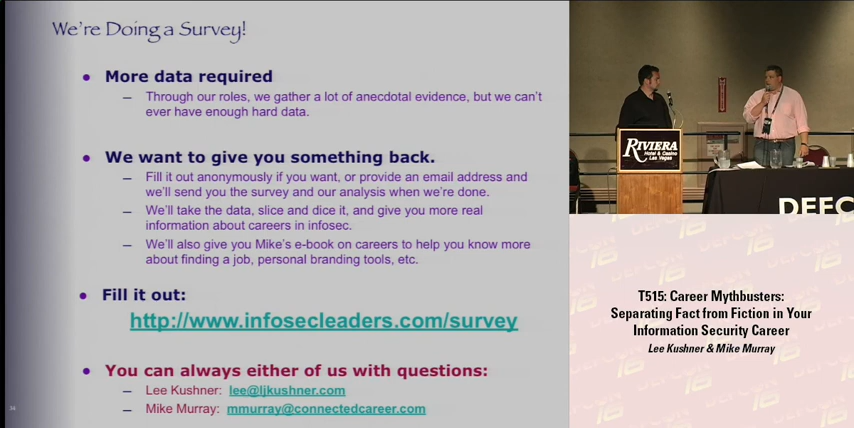 We're Doing a Survey!
• More data required
– Through our roles, we gather a lot of anecdotal evidence, but we can't
ever have enough hard data.
• We want to give you something back.
– Fill it out anonymously if you want, or provide an email address and
we'll send you the survey and our analysis when we're done.
– We'll take the data, slice and dice it, and give you more real
information about careers in infosec.
– We'll also give you Mike's e-book on careers to help you know more
about finding a job, personal branding tools, etc.
• Fill it out:
http://www.infosecleaders.com/survey
• You can always either of us with questions:
– Lee Kushner: lee@ljkushner.com
– Mike Murray: mmurray@connectedcareer.com
34
RIVIERA
Hotel & Casino
Las Vegas
DEFC
T515: Career Mythbusters:
Separating Fact from Fiction in Your
Information Security Career
Lee Kushner & Mike Murray